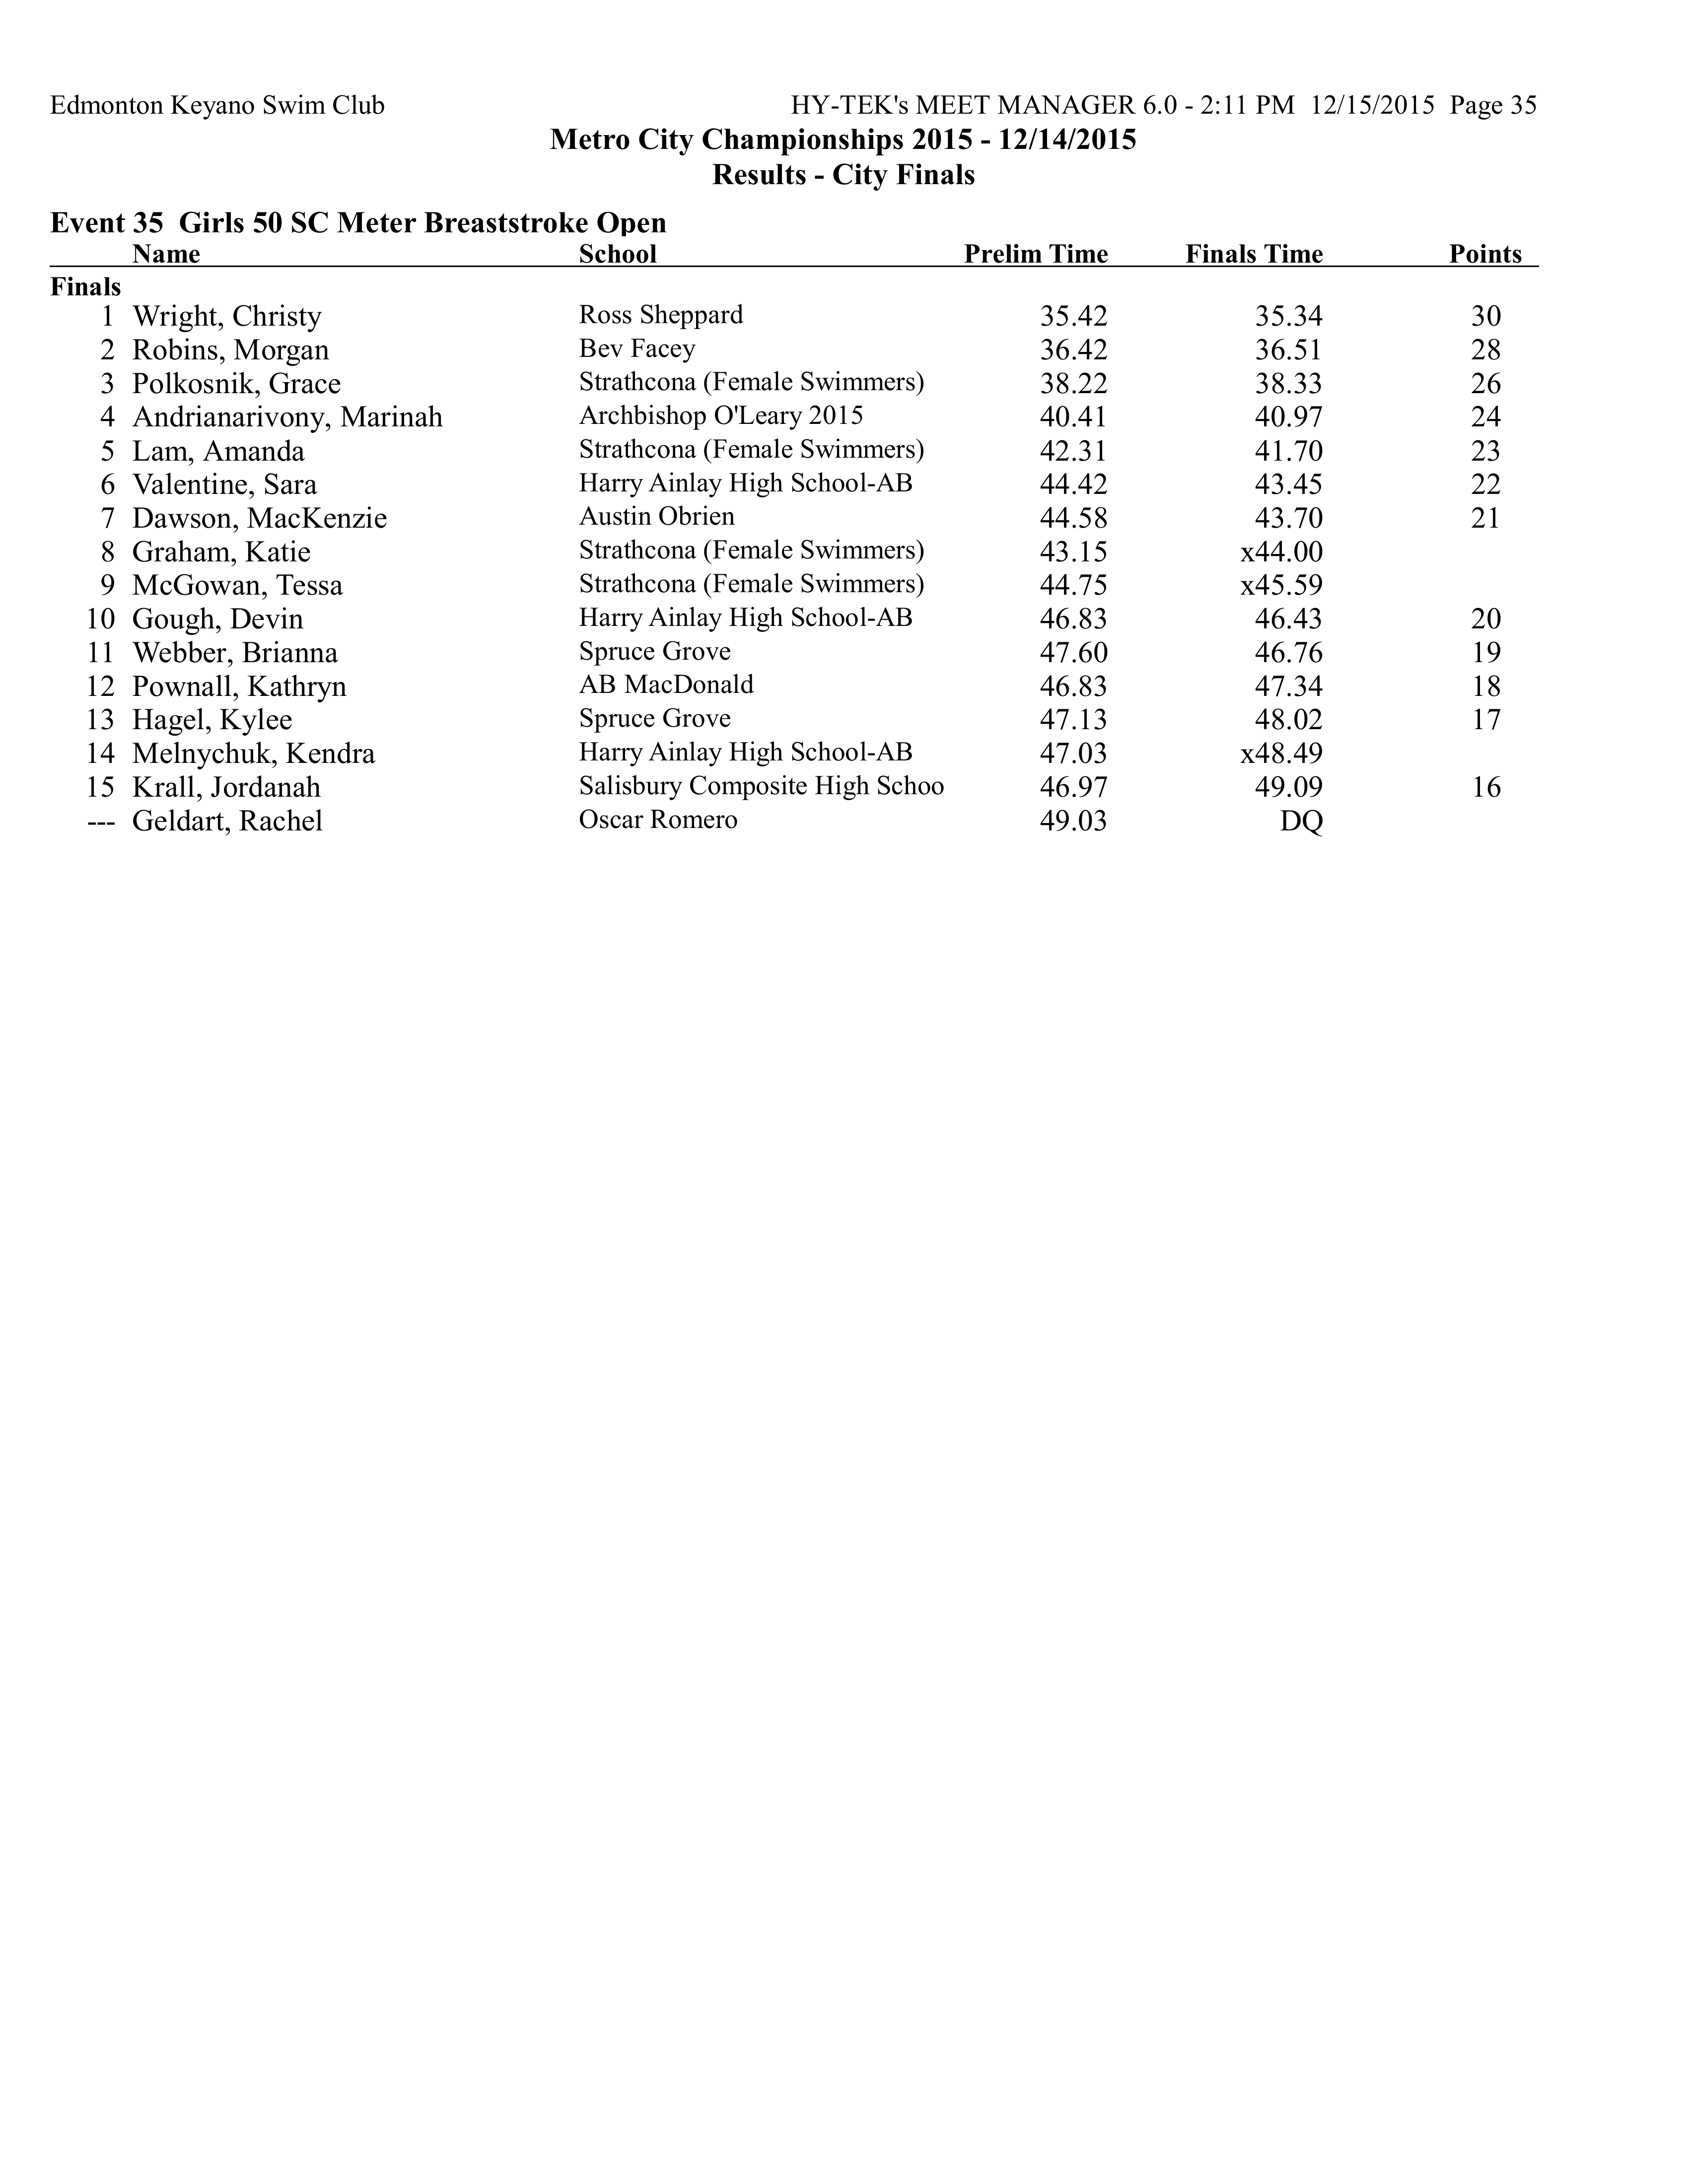 Edmonton Keyano Swim Club HY-TEK's MEET MANAGER 6.0 - 2:11 PM 12/15/2015 Page 35
Metro City Championships 2015 - 12/14/2015
Results - City Finals
Event 35 Girls 50 SC Meter Breaststroke Open
Name School Prelim Time Finals Time Points
Finals
1 Wright, Christy Ross Sheppard 35.42 35.34 30
2 Robins, Morgan Bev Facey 36.42 36.51 28
3 Polkosnik, Grace Strathcona (Female Swimmers) 38.22 38.33 26
4 Andrianarivony, Marinah Archbishop O'Leary 2015 40.41 40.97 24
5 Lam, Amanda Strathcona (Female Swimmers) 42.31 41.70 23
6 Valentine, Sara Harry Ainlay High School-AB 44.42 43.45 22
7 Dawson, MacKenzie Austin Obrien 44.58 43.70 21
8 Graham, Katie Strathcona (Female Swimmers) 43.15 x44.00
9 McGowan, Tessa Strathcona (Female Swimmers) 44.75 x45.59
10 Gough, Devin Harry Ainlay High School-AB 46.83 46.43 20
11 Webber, Brianna Spruce Grove 47.60 46.76 19
12 Pownall, Kathryn AB MacDonald 46.83 47.34 18
13 Hagel, Kylee Spruce Grove 47.13 48.02 17
14 Melnychuk, Kendra Harry Ainlay High School-AB 47.03 x48.49
15 Krall, Jordanah Salisbury Composite High Schoo 46.97 49.09 16
--- Geldart, Rachel Oscar Romero 49.03 DQ